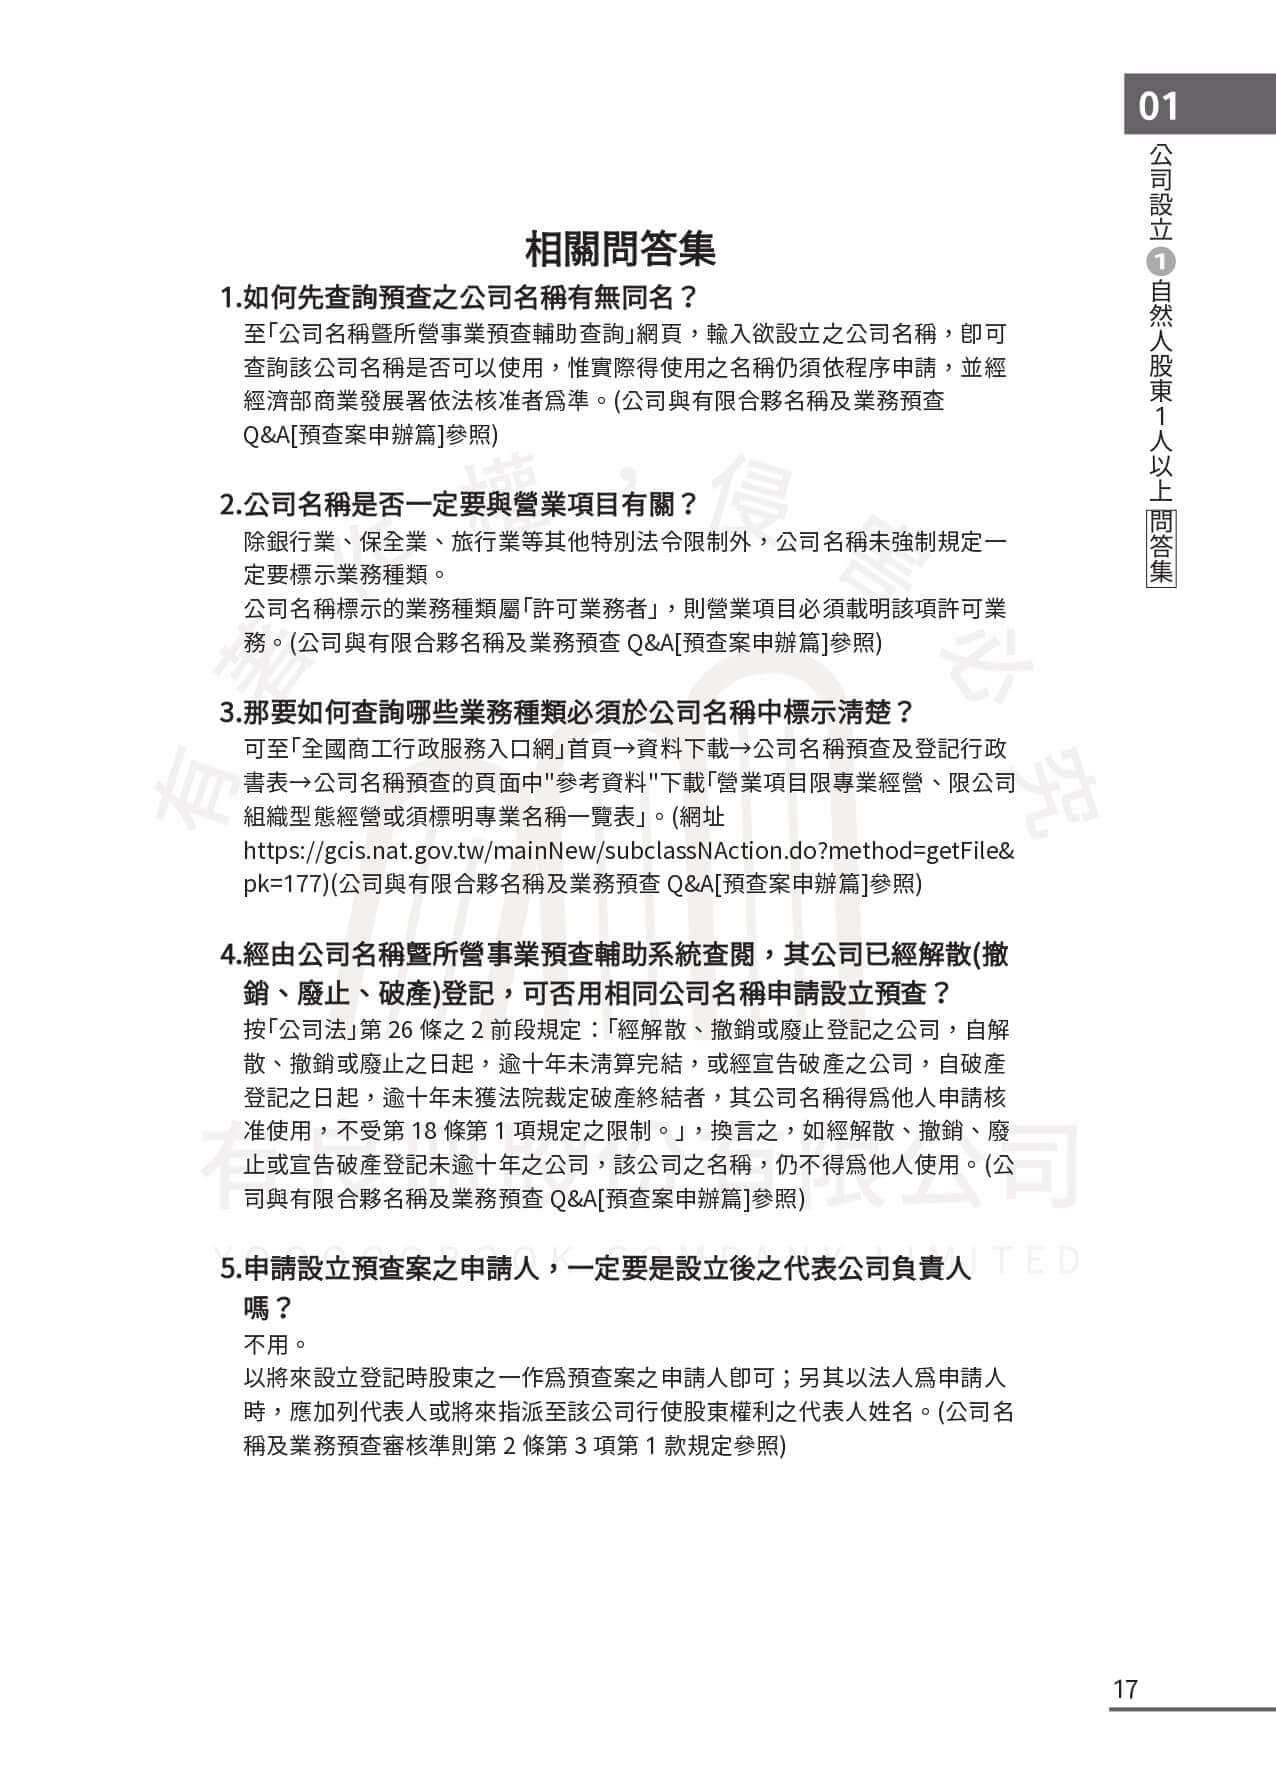 01
公司設立 1 自然人股東1人以上 問答集
相關問答集
1.如何先查詢預查之公司名稱有無同名？
至「公司名稱暨所營事業預查輔助查詢」網頁，輸入欲設立之公司名稱，即可
查詢該公司名稱是否可以使用，惟實際得使用之名稱仍須依程序申請，並經
經濟部商業發展署依法核准者為準。(公司與有限合夥名稱及業務預查
Q&A[預查案申辦篇]參照)
2.公司名稱是否一定要與營業項目有關？
除銀行業、保全業、旅行業等其他特別法令限制外，公司名稱未強制規定一
定要標示業務種類。
公司名稱標示的業務種類屬「許可業務者」，則營業項目必須載明該項許可業
務。(公司與有限合夥名稱及業務預查 Q&A[預查案申辦篇]參照)
3.那要如何查詢哪些業務種類必須於公司名稱中標示清楚？
可至「全國商工行政服務入口網」首頁→資料下載→公司名稱預查及登記行政
書表→公司名稱預查的頁面中"參考資料"下載「營業項目限專業經營、限公司
組織型態經營或須標明專業名稱一覽表」。(網址
https://gcis.nat.gov.tw/mainNew/subclassNAction.do?method=getFile&
pk=177)(公司與有限合夥名稱及業務預查 Q&A[預查案申辦篇]參照)
4.經由公司名稱暨所營事業預查輔助系統查閱，其公司已經解散(撤
銷、廢止、破產)登記，可否用相同公司名稱申請設立預查？
按「公司法」第 26 條之 2 前段規定：「經解散、撤銷或廢止登記之公司，自解
散、撤銷或廢止之日起，逾十年未清算完結，或經宣告破產之公司，自破產
登記之日起，逾十年未獲法院裁定破產終結者，其公司名稱得為他人申請核
准使用，不受第 18 條第 1 項規定之限制。」，換言之，如經解散、撤銷、廢
止或宣告破產登記未逾十年之公司，該公司之名稱，仍不得為他人使用。(公
司與有限合夥名稱及業務預查 Q&A[預查案申辦篇]參照)
5.申請設立預查案之申請人，一定要是設立後之代表公司負責人
嗎？
不用。
以將來設立登記時股東之一作為預查案之申請人即可；另其以法人為申請人
時，應加列代表人或將來指派至該公司行使股東權利之代表人姓名。(公司名
稱及業務預查審核準則第 2 條第 3 項第 1 款規定參照)
有著作權，侵害必究
17